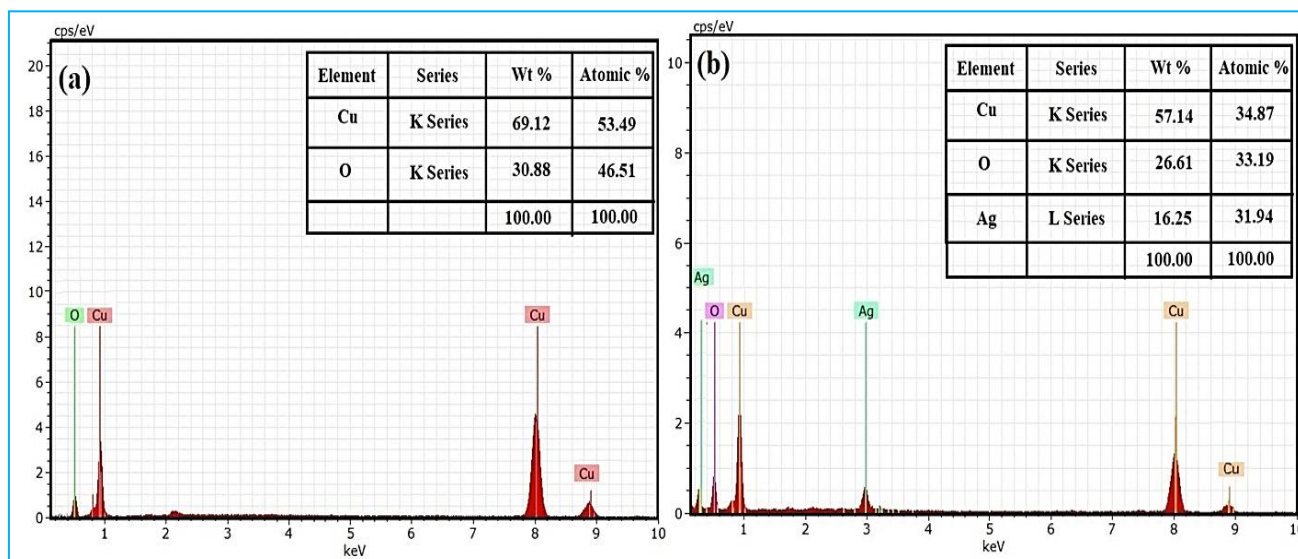 cps/eV
(a)
Element Series Wt % Atomic %
Cu K Series 69.12 53.49
O K Series 30.88 46.51
100.00 100.00
20
18
16
14
12
10
8
6
4
2
0
O Cu Cu
Cu
1 2 3 4 5 6 7 8 9 10
keV
cps/eV
(b)
Element Series Wt % Atomic %
Cu K Series 57.14 34.87
O K Series 26.61 33.19
Ag L Series 16.25 31.94
100.00 100.00
10
8
6
4
2
0
Ag
O Cu Ag Cu
Cu
1 2 3 4 5 6 7 8 9 10
keV